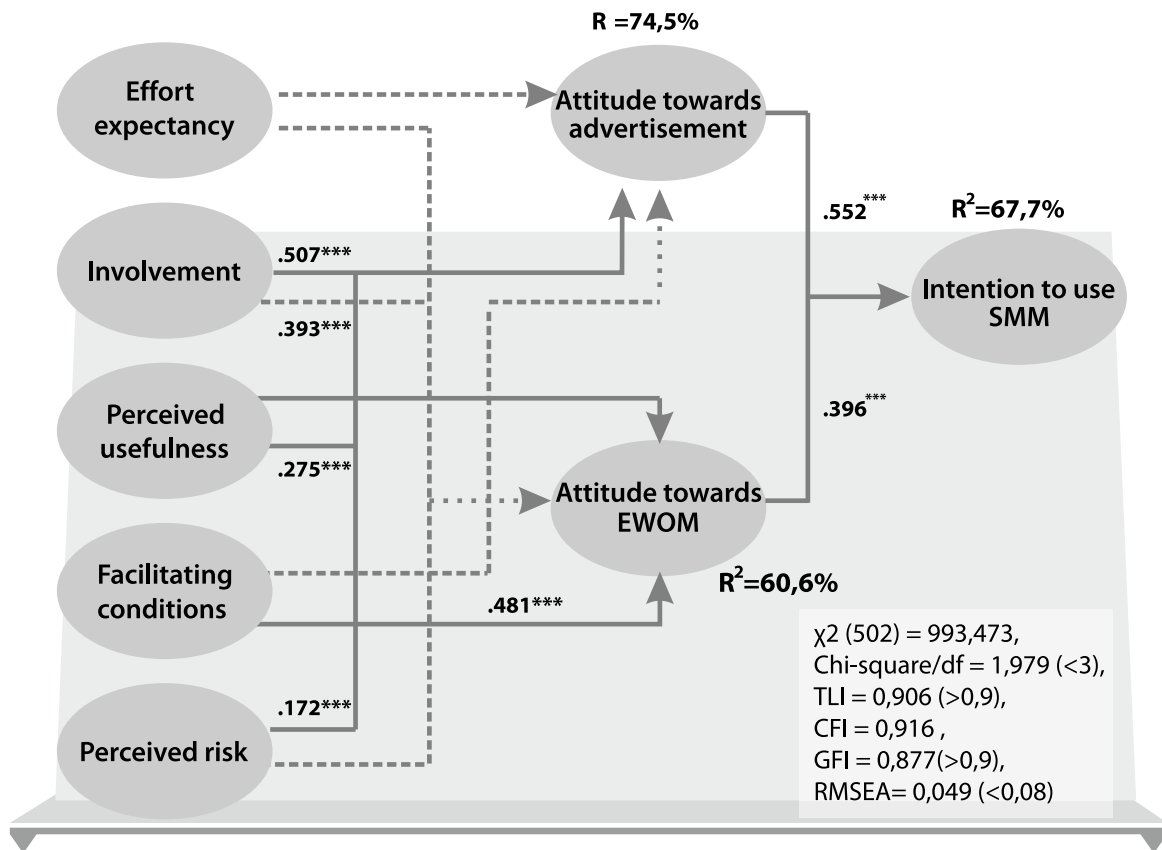 R =74,5%
Effort
expectancy
Attitude towards
advertisement
.552***
R²=67,7%
.507***
Involvement
Intention to use
SMM
.393***
Perceived
usefulness
.396***
.275***
Attitude towards
EWOM
Facilitating
conditions
R²=60,6%
.481***
χ2 (502) = 993,473,
Chi-square/df = 1,979 (<3),
TLI = 0,906 (>0,9),
CFI = 0,916 ,
GFI = 0,877(>0,9),
RMSEA= 0,049 (<0,08)
.172***
Perceived risk